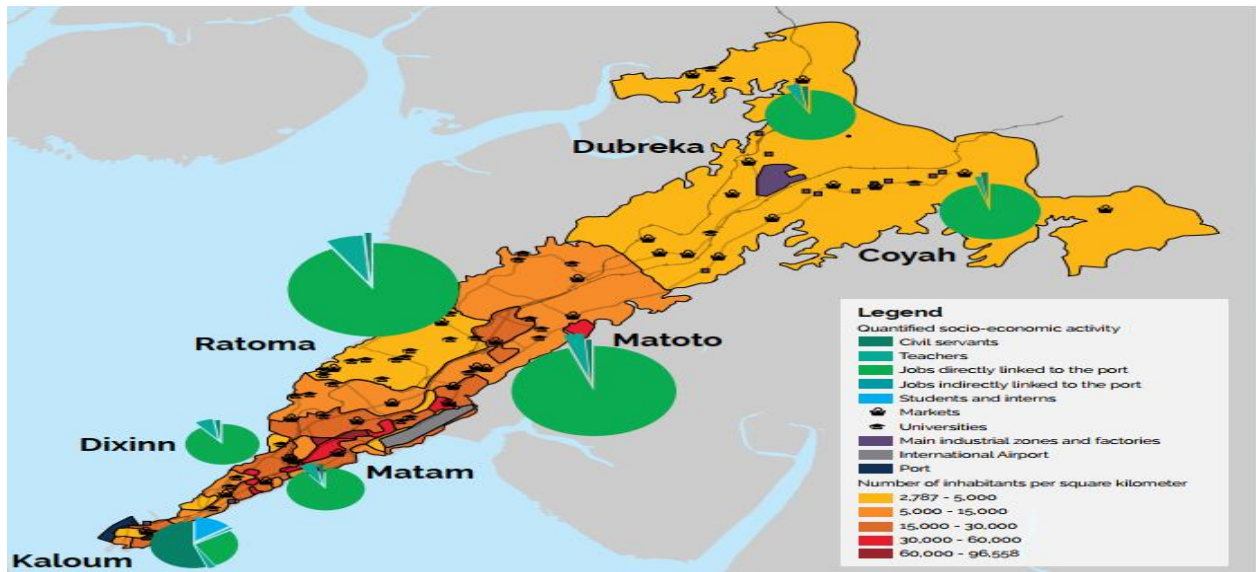 Dubreka
Coyah
Ratoma
Matoto
Dixinn
Matam
Kaloum
Legend
Quantified socio-economic activity
Civil servants
Teachers
Jobs directly linked to the port
Jobs indirectly linked to the port
Students and interns
Markets
Universities
Main industrial zones and factories
International Airport
Port
Number of inhabitants per square kilometer
2,787 - 5,000
5,000 - 15,000
15,000 - 30,000
30,000 - 60,000
60,000 - 96,558